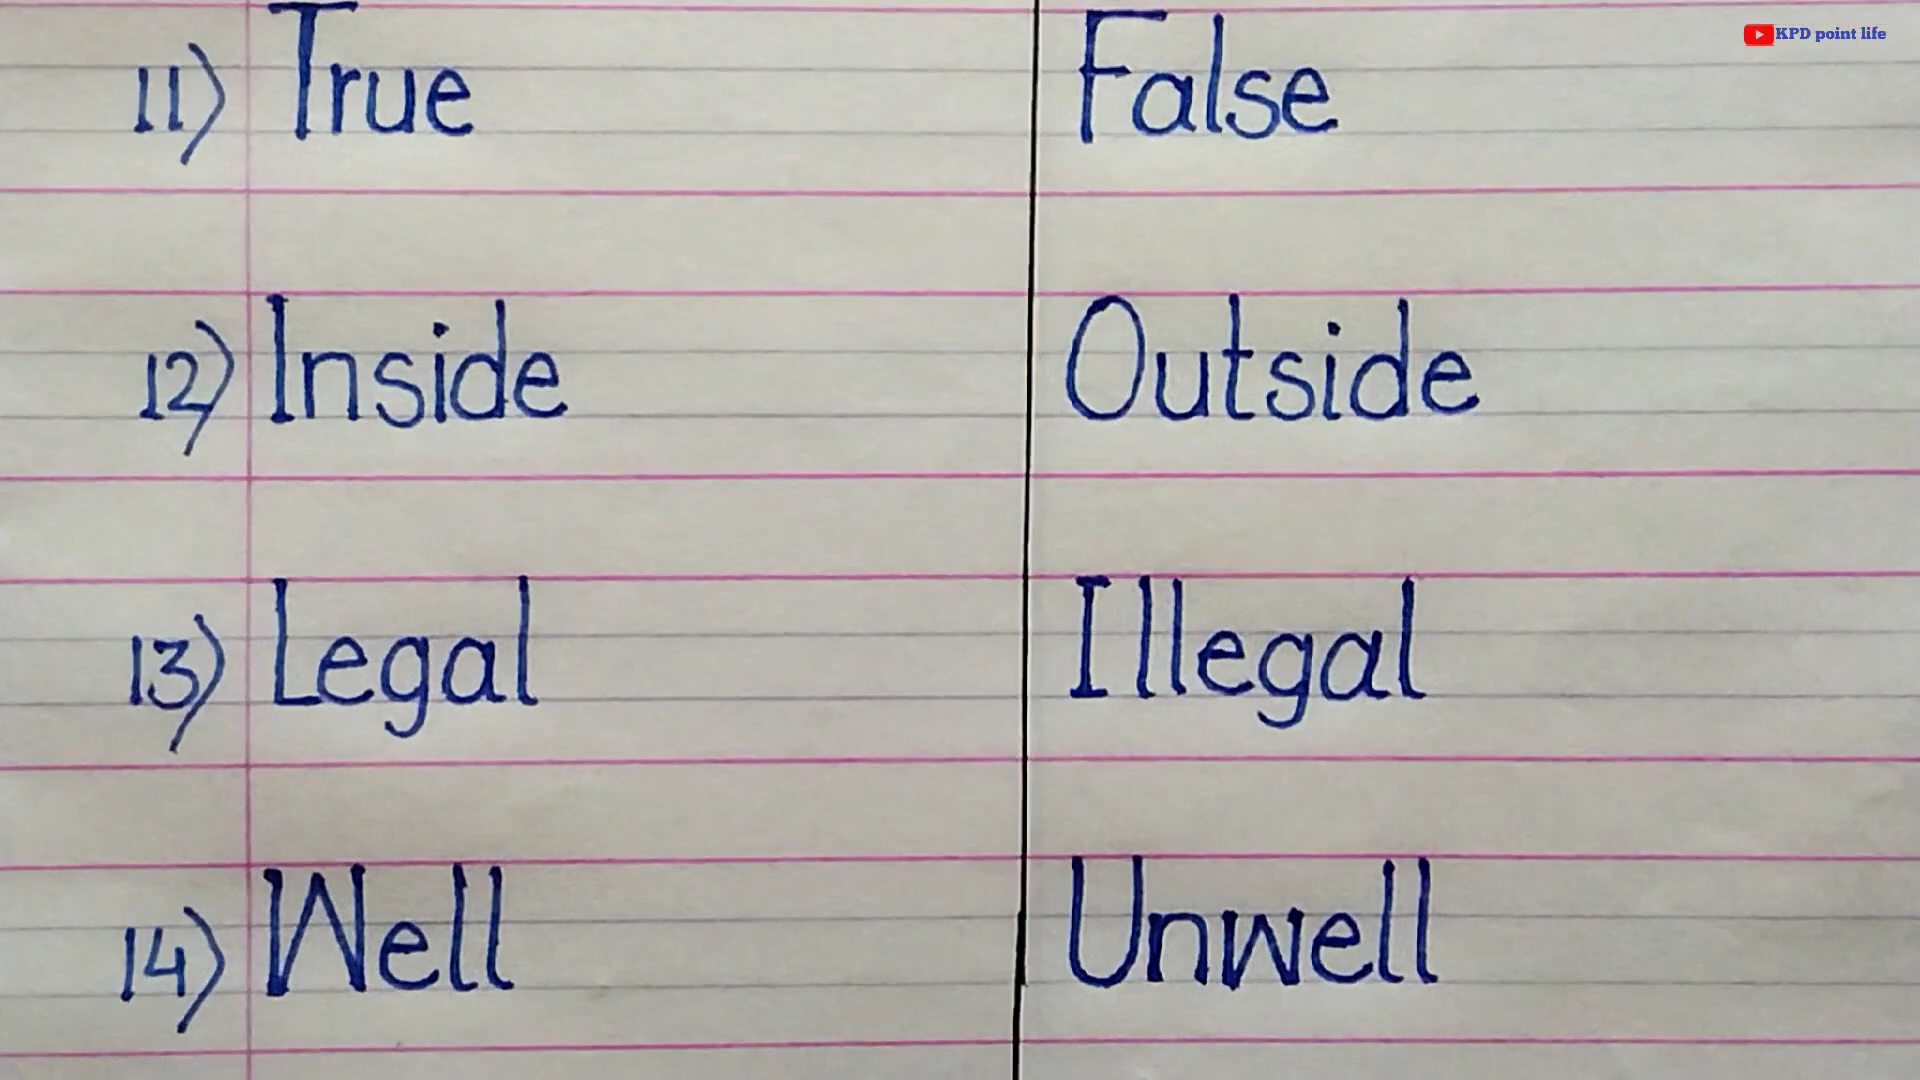 KPD point life
11) True False
12) Inside Outside
13) Legal Illegal
14) Well Unwell